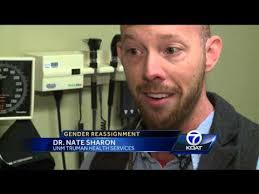 GENDER REASSIGNMENT
DR. NATE SHARON
UNM TRUMAN HEALTH SERVICES
7
KOAT